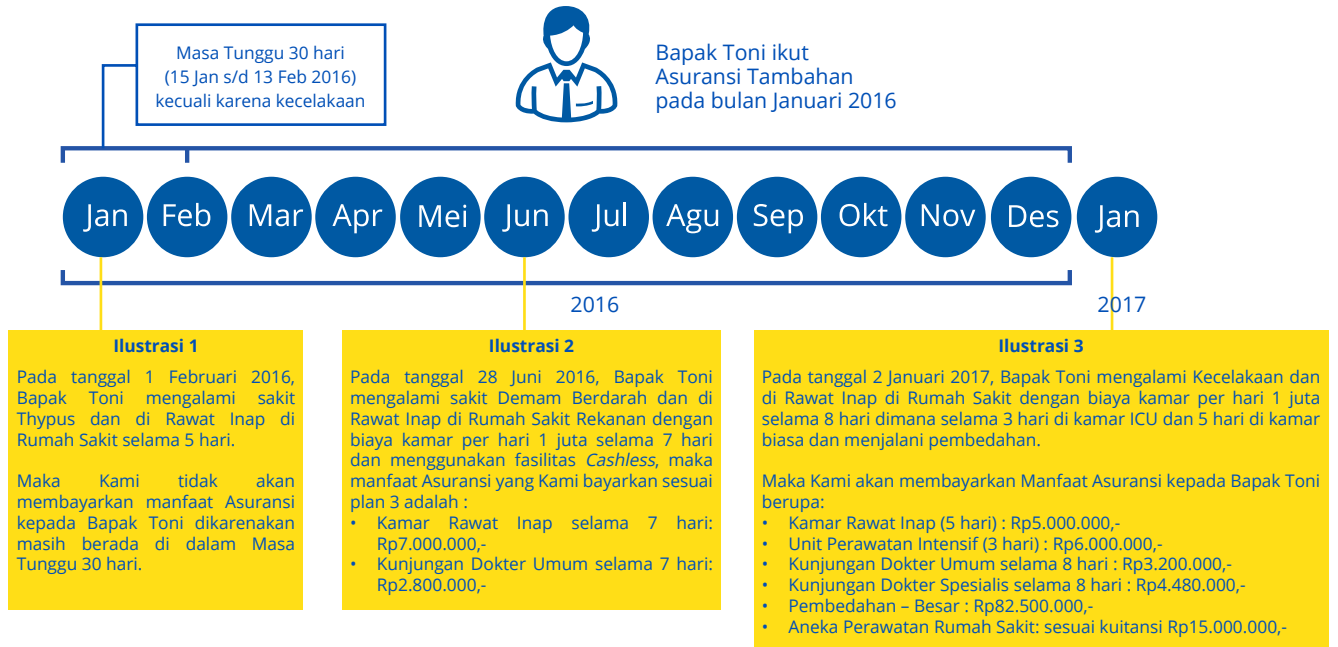 Masa Tunggu 30 hari
(15 Jan s/d 13 Feb 2016)
kecuali karena kecelakaan
Bapak Toni ikut
Asuransi Tambahan
pada bulan Januari 2016
Jan Feb Mar Apr Mei Jun Jul Agu Sep Okt Nov Des Jan
2016
2017
Ilustrasi 1
Pada tanggal 1 Februari 2016,
Bapak Toni mengalami sakit
Thypus dan di Rawat Inap di
Rumah Sakit selama 5 hari.
Maka Kami tidak akan
membayarkan manfaat Asuransi
kepada Bapak Toni dikarenakan
masih berada di dalam Masa
Tunggu 30 hari.
Ilustrasi 2
Pada tanggal 28 Juni 2016, Bapak Toni
mengalami sakit Demam Berdarah dan di
Rawat Inap di Rumah Sakit Rekanan dengan
biaya kamar per hari 1 juta selama 7 hari
dan menggunakan fasilitas Cashless, maka
manfaat Asuransi yang Kami bayarkan sesuai
plan 3 adalah :
• Kamar Rawat Inap selama 7 hari:
Rp7.000.000,-
• Kunjungan Dokter Umum selama 7 hari:
Rp2.800.000,-
Ilustrasi 3
Pada tanggal 2 Januari 2017, Bapak Toni mengalami Kecelakaan dan
di Rawat Inap di Rumah Sakit dengan biaya kamar per hari 1 juta
selama 8 hari dimana selama 3 hari di kamar ICU dan 5 hari di kamar
biasa dan menjalani pembedahan.
Maka Kami akan membayarkan Manfaat Asuransi kepada Bapak Toni
berupa:
• Kamar Rawat Inap (5 hari) : Rp5.000.000,-
• Unit Perawatan Intensif (3 hari) : Rp6.000.000,-
• Kunjungan Dokter Umum selama 8 hari : Rp3.200.000,-
• Kunjungan Dokter Spesialis selama 8 hari : Rp4.480.000,-
• Pembedahan – Besar : Rp82.500.000,-
• Aneka Perawatan Rumah Sakit: sesuai kuitansi Rp15.000.000,-